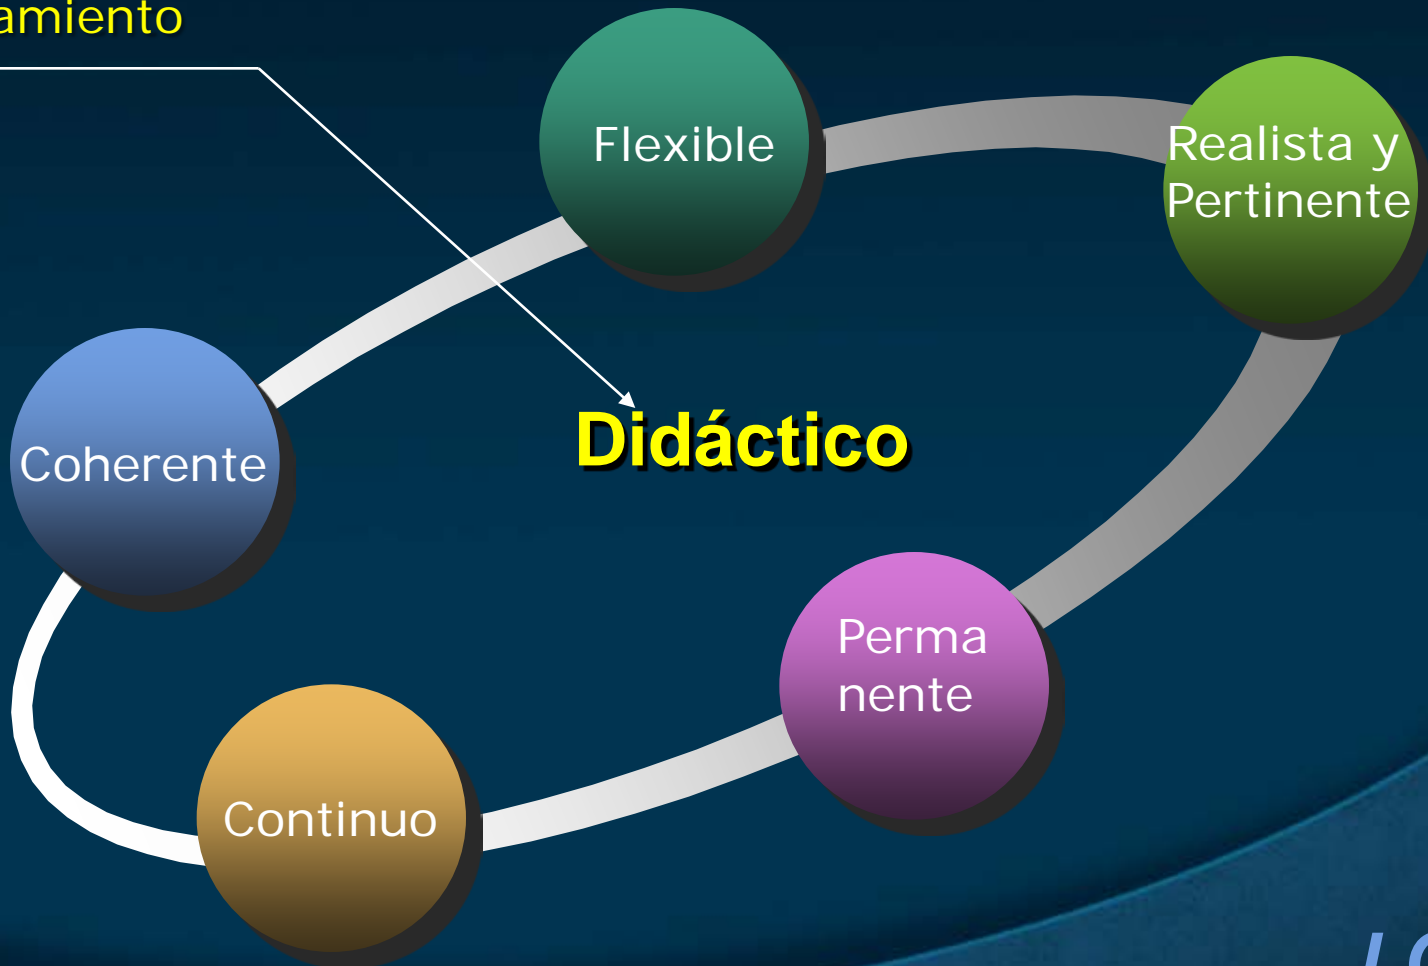 amiento
Flexible
Realista y
Pertinente
Didáctico
Coherente
Perma
nente
Continuo